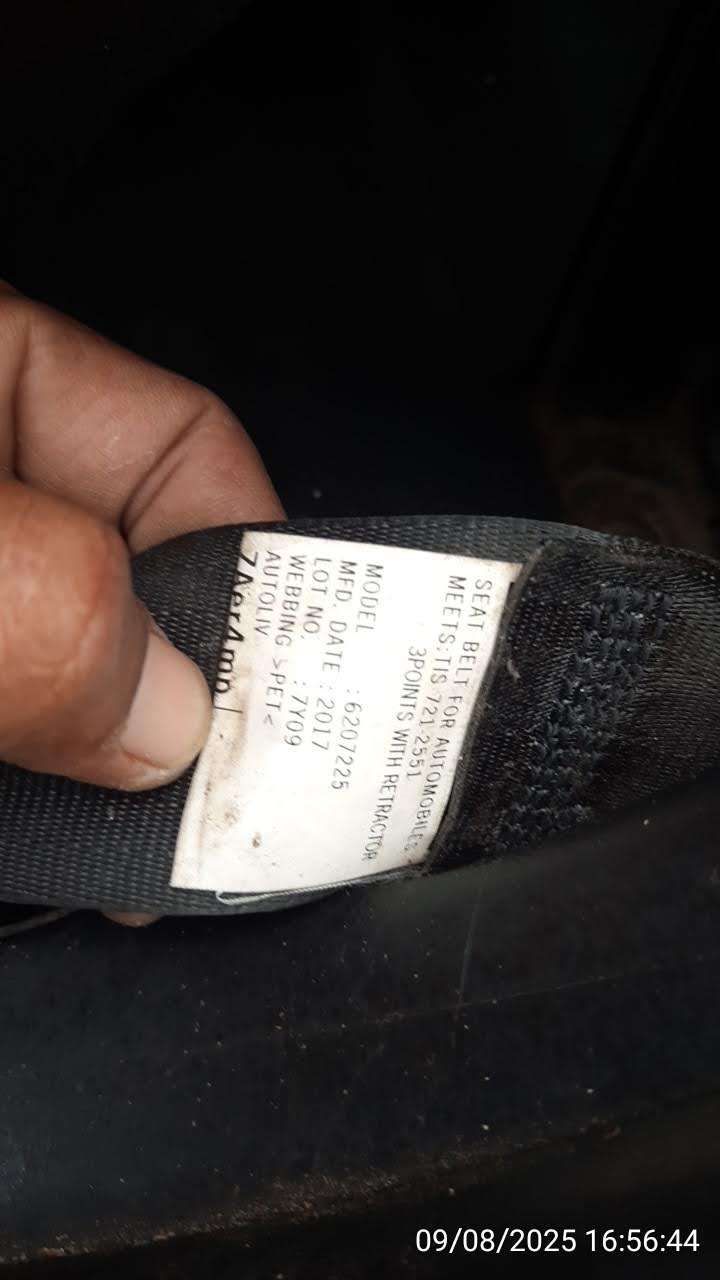 SEAT BELT FOR AUTOMOBILES
MEETS:TIS 721-2551
3POINTS WITH RETRACTOR
MODEL : 6207225
MFD. DATE : 2017
LOT NO. : 7Y09
WEBBING >PET<
AUTOLIV
09/08/2025 16:56:44